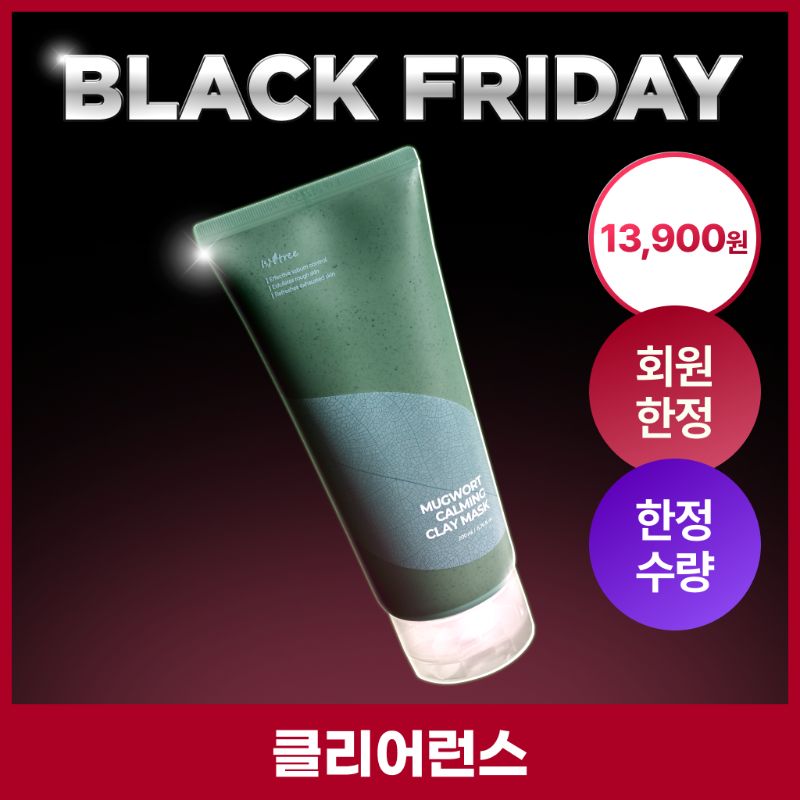 BLACK FRIDAY
isntree
Effective sebum control
Exfoliates rough skin
Refreshes exhausted skin
13,900원
회원
한정
한정
수량
MUGWORT
CALMING
CLAY MASK
클리어런스